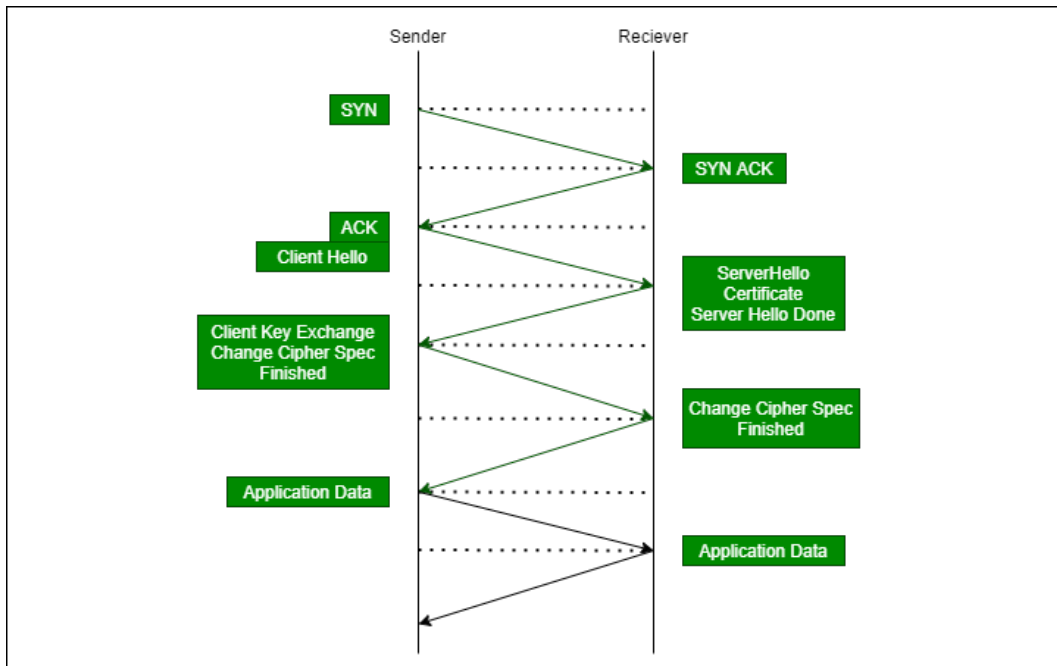 Sender
Reciever
SYN
SYN ACK
ACK
Client Hello
ServerHello
Certificate
Server Hello Done
Client Key Exchange
Change Cipher Spec
Finished
Change Cipher Spec
Finished
Application Data
Application Data